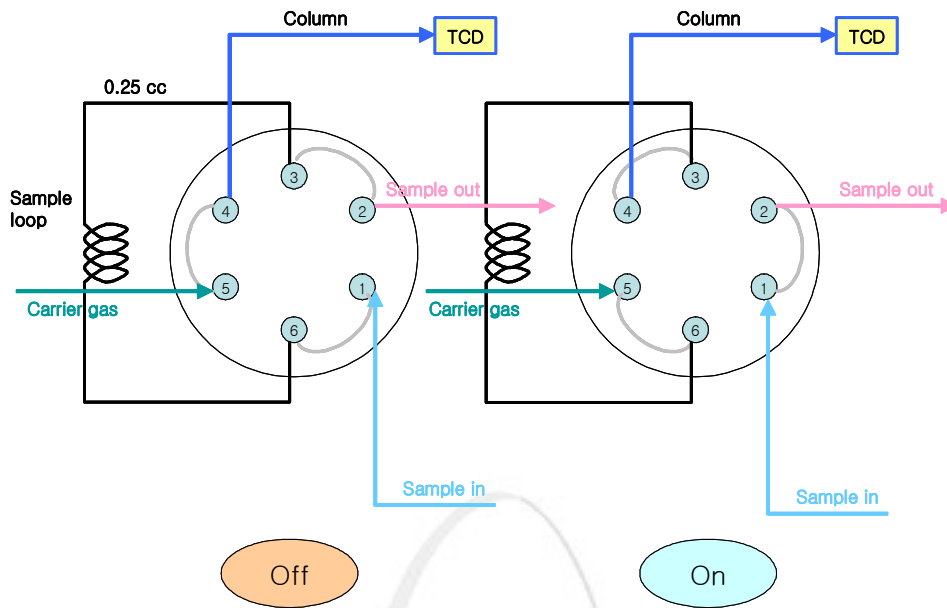 Column
TCD
0.25 cc
Sample
loop
3
4
2
Sample out
5
1
Carrier gas
6
Sample in
Off
Column
TCD
3
4
2
Sample out
5
1
Carrier gas
6
Sample in
On